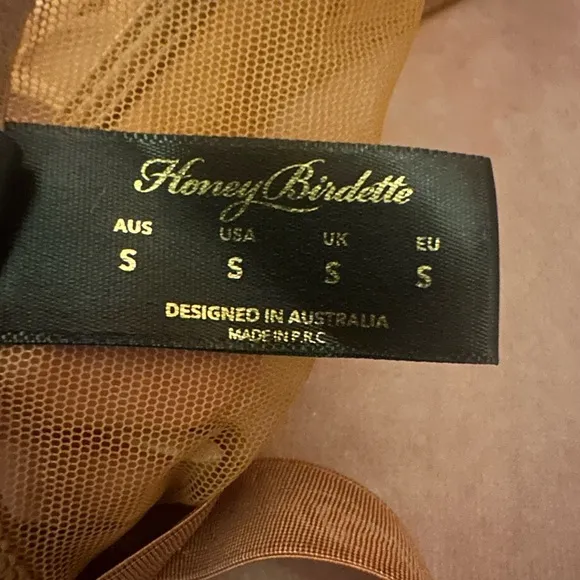 Honey Birdette
AUS USA UK EU
S S S S
DESIGNED IN AUSTRALIA
MADE IN P.R.C